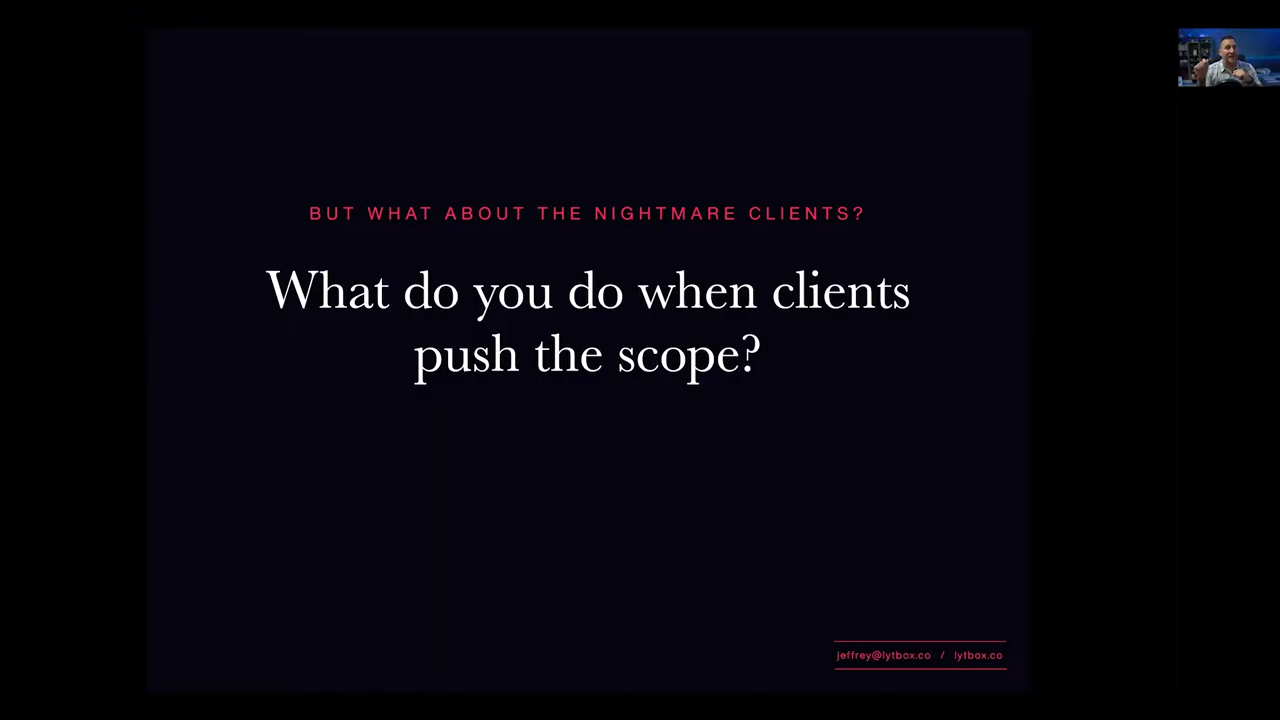 BUT WHAT ABOUT THE NIGHTMARE CLIENTS?
What do you do when clients
push the scope?
jeffrey@lytbox.co / lytbox.co